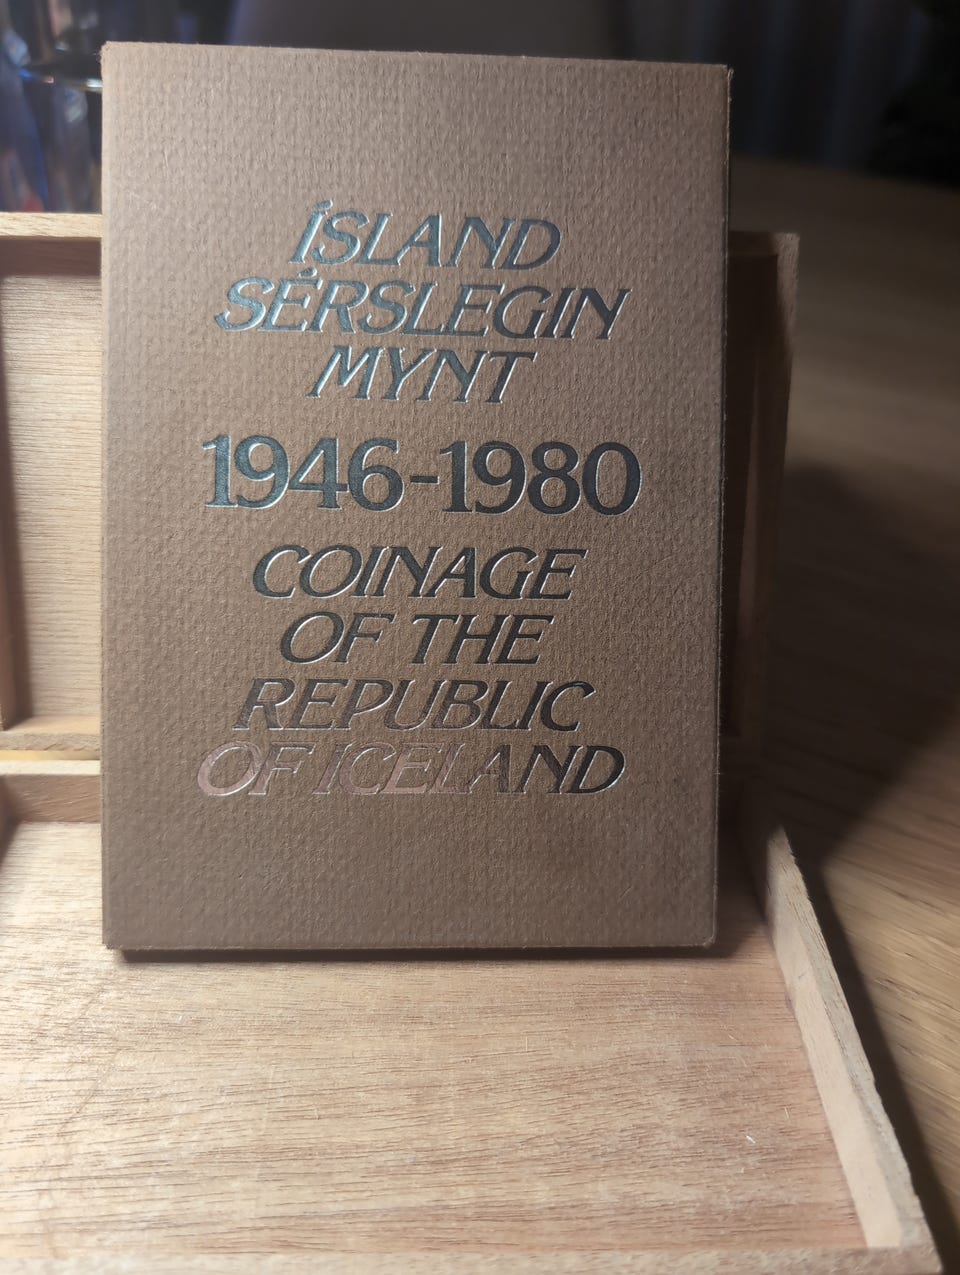 ÍSLAND
SÉRSLEGIN
MYNT
1946-1980
COINAGE
OF THE
REPUBLIC
OF ICELAND